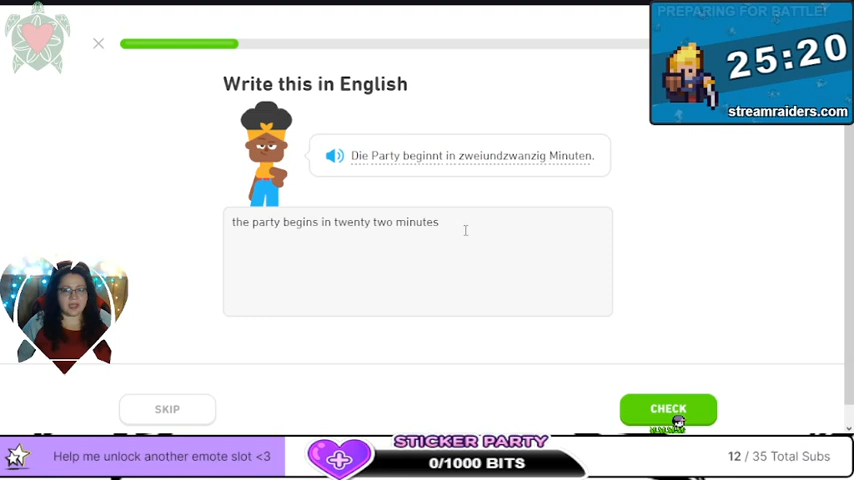 PREPARING FOR BATTLE!
25:20
streamraiders.com
Write this in English
Die Party beginnt in zweiundzwanzig Minuten.
the party begins in twenty two minutes
SKIP
CHECK
Help me unlock another emote slot <3
STICKER PARTY
0/1000 BITS
12 / 35 Total Subs